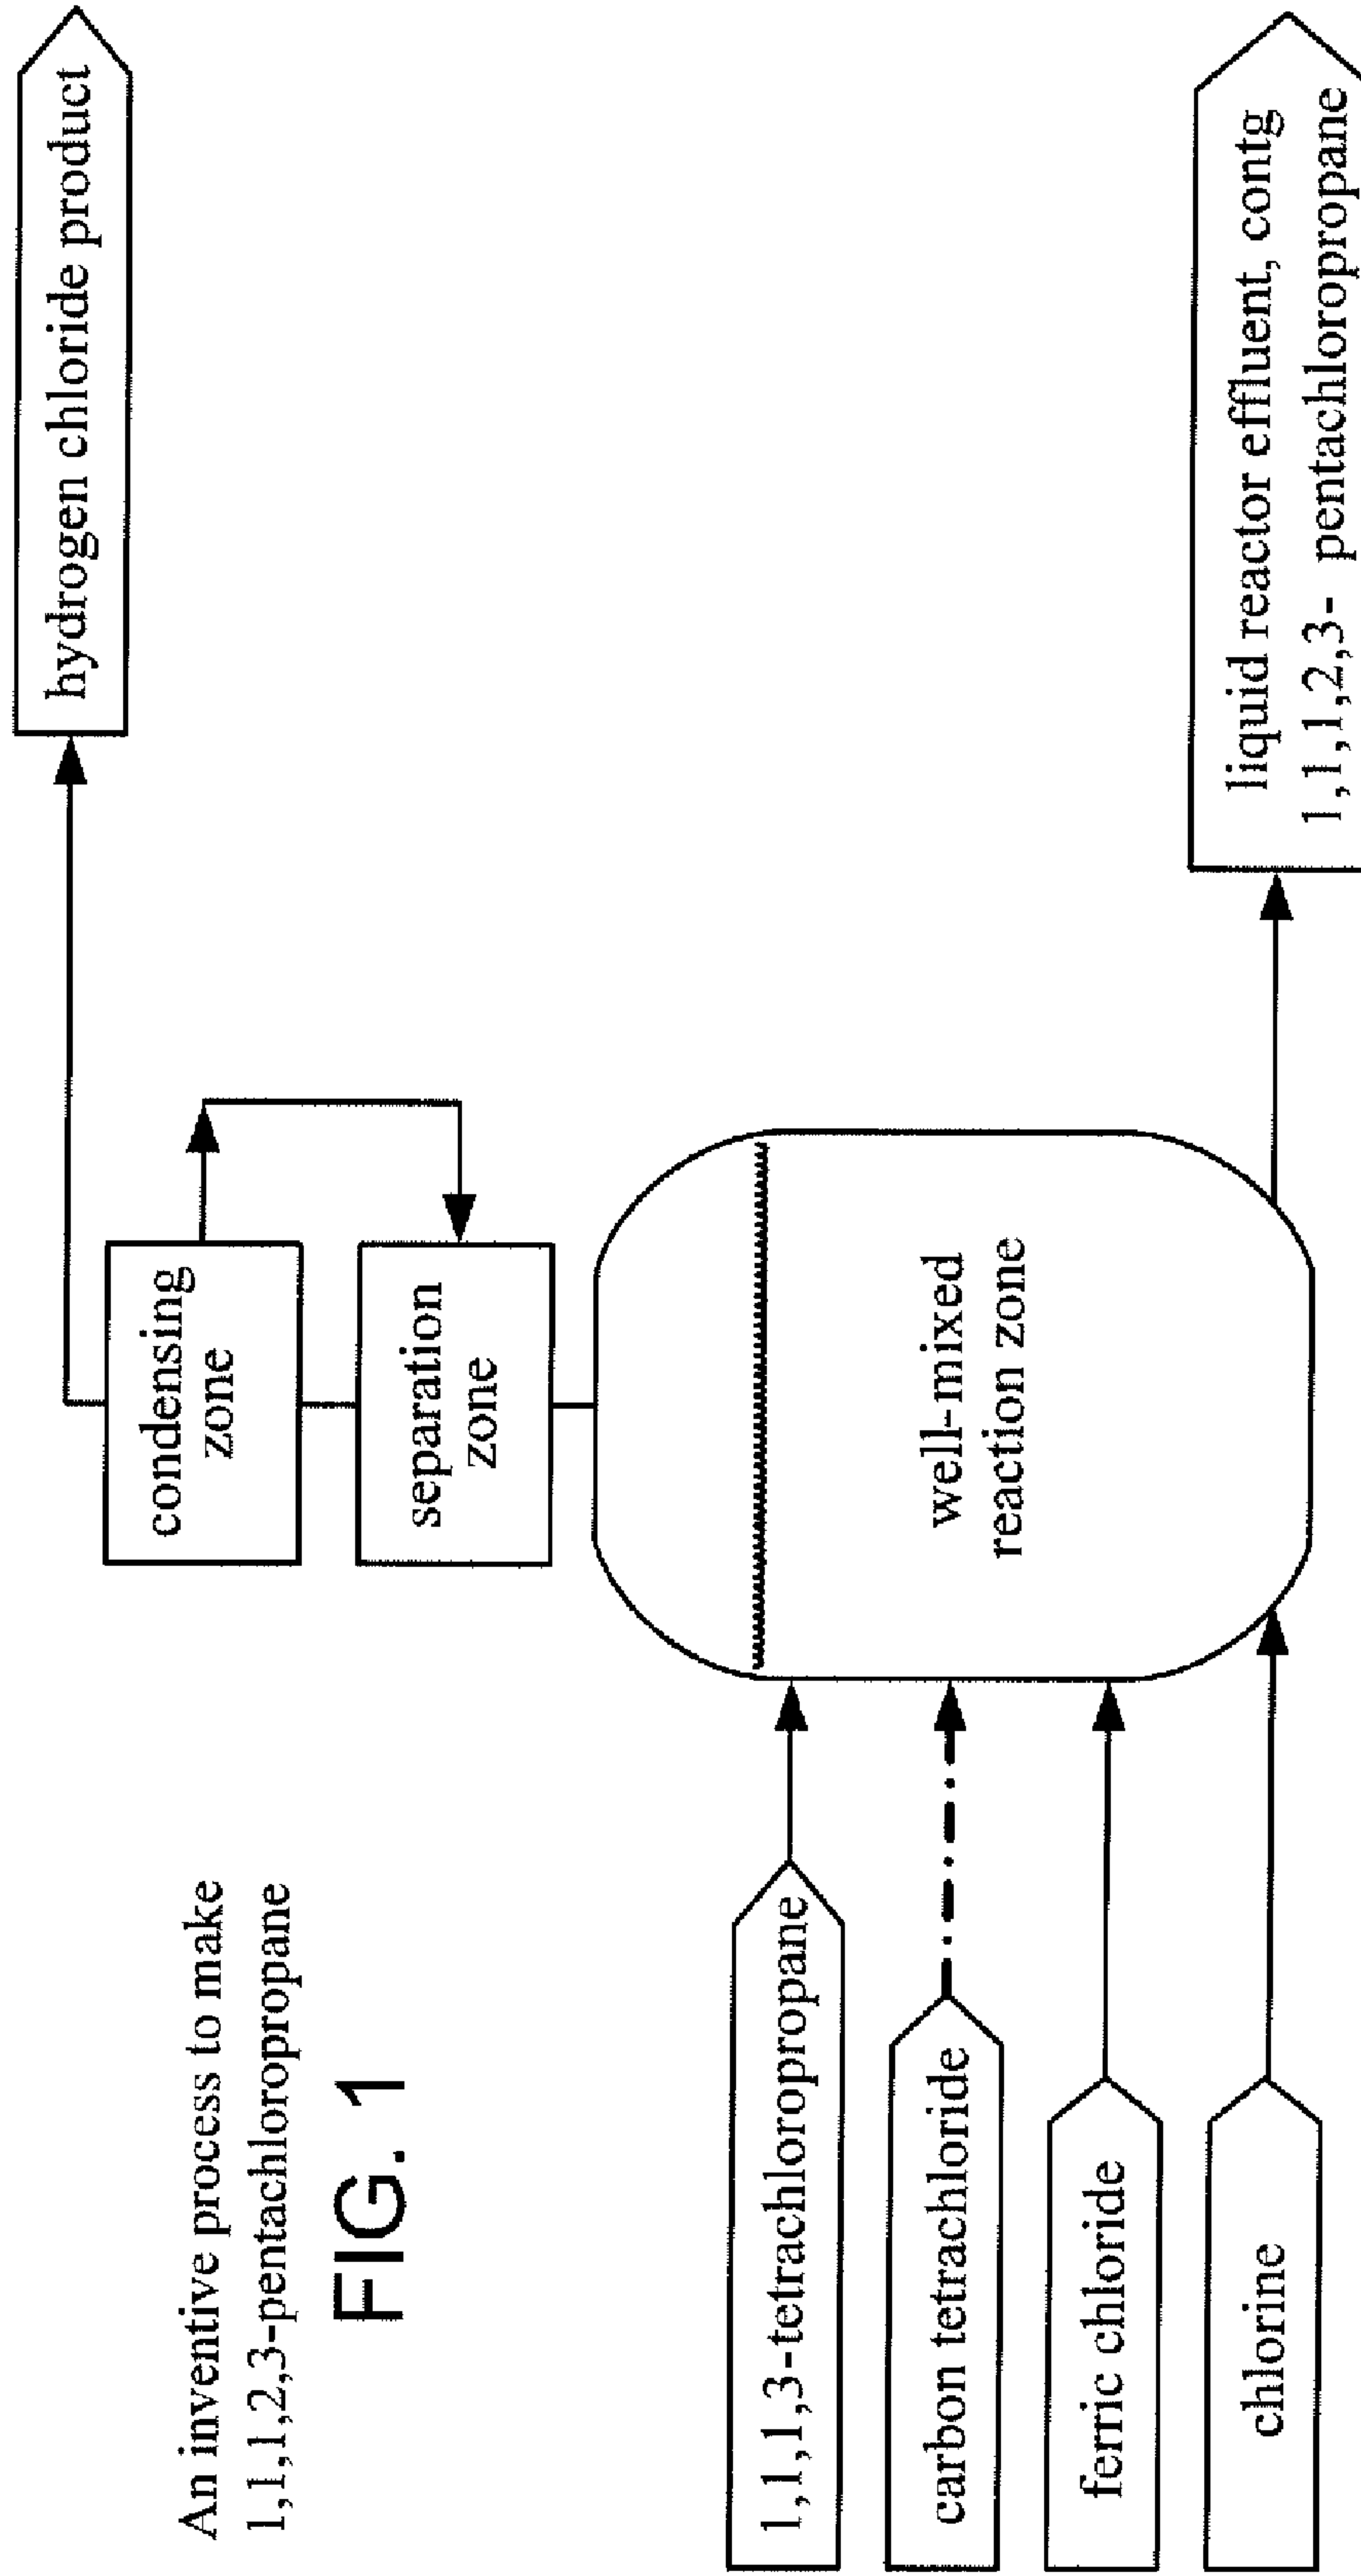 An inventive process to make
1,1,1,2,3-pentachloropropane
FIG. 1
hydrogen chloride product
condensing
zone
separation
zone
well-mixed
reaction zone
1,1,1,3-tetrachloropropane
carbon tetrachloride
ferric chloride
chlorine
liquid reactor effluent, contg
1,1,1,2,3- pentachloropropane